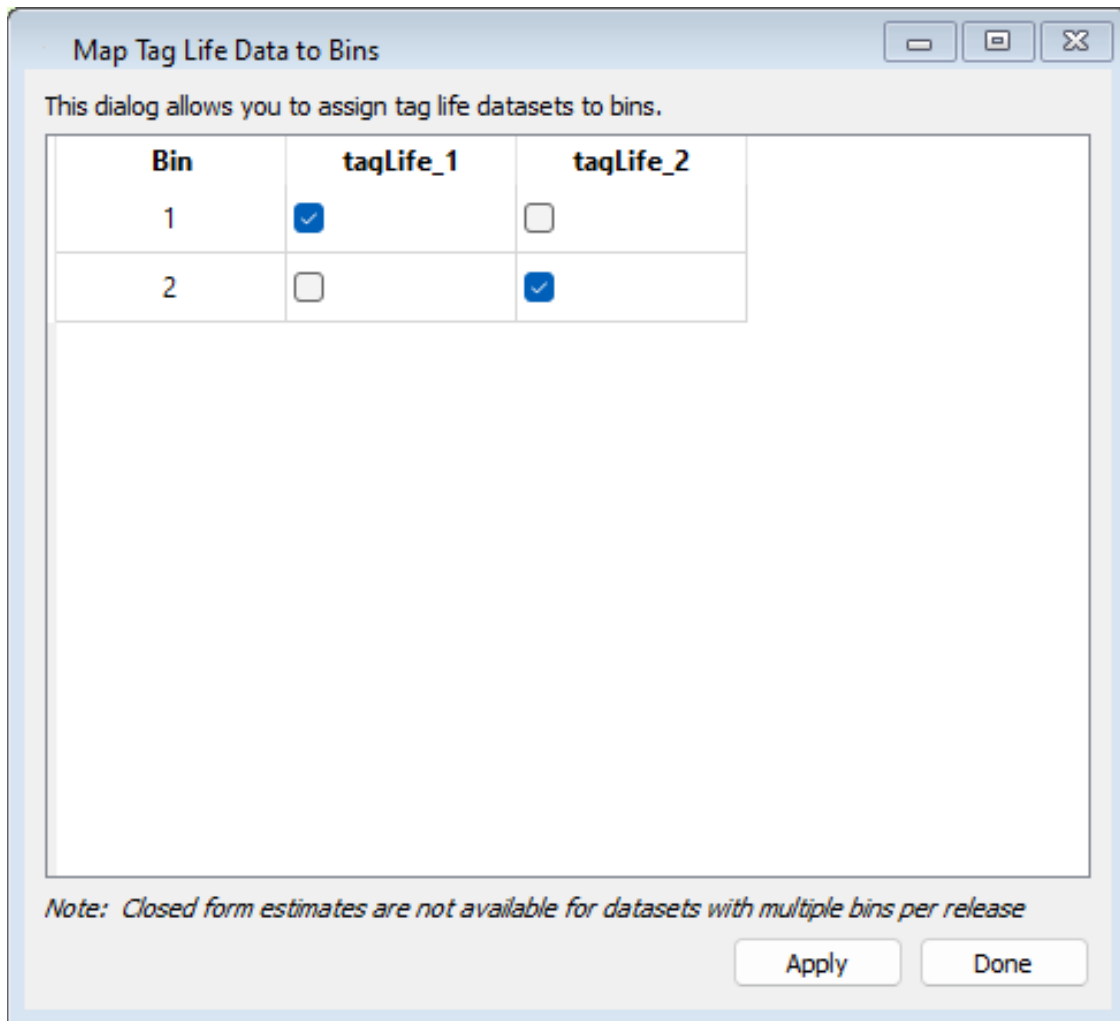 Map Tag Life Data to Bins
This dialog allows you to assign tag life datasets to bins.
Bin tagLife_1 tagLife_2
1
2
Note: Closed form estimates are not available for datasets with multiple bins per release
Apply Done